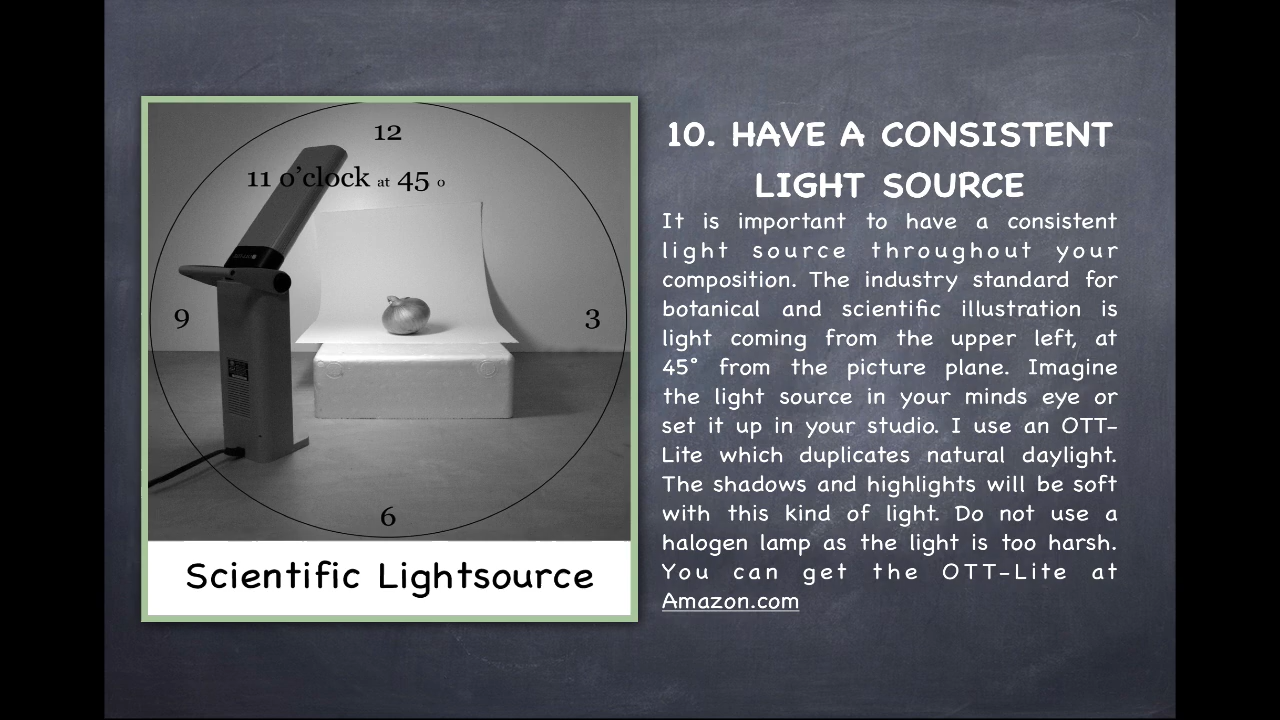 12
11 o'clock at 45 o
9
3
6
Scientific Lightsource
10. HAVE A CONSISTENT
LIGHT SOURCE
It is important to have a consistent
light source throughout your
composition. The industry standard for
botanical and scientific illustration is
light coming from the upper left, at
45° from the picture plane. Imagine
the light source in your minds eye or
set it up in your studio. I use an OTT-
Lite which duplicates natural daylight.
The shadows and highlights will be soft
with this kind of light. Do not use a
halogen lamp as the light is too harsh.
You can get the OTT-Lite at
Amazon.com